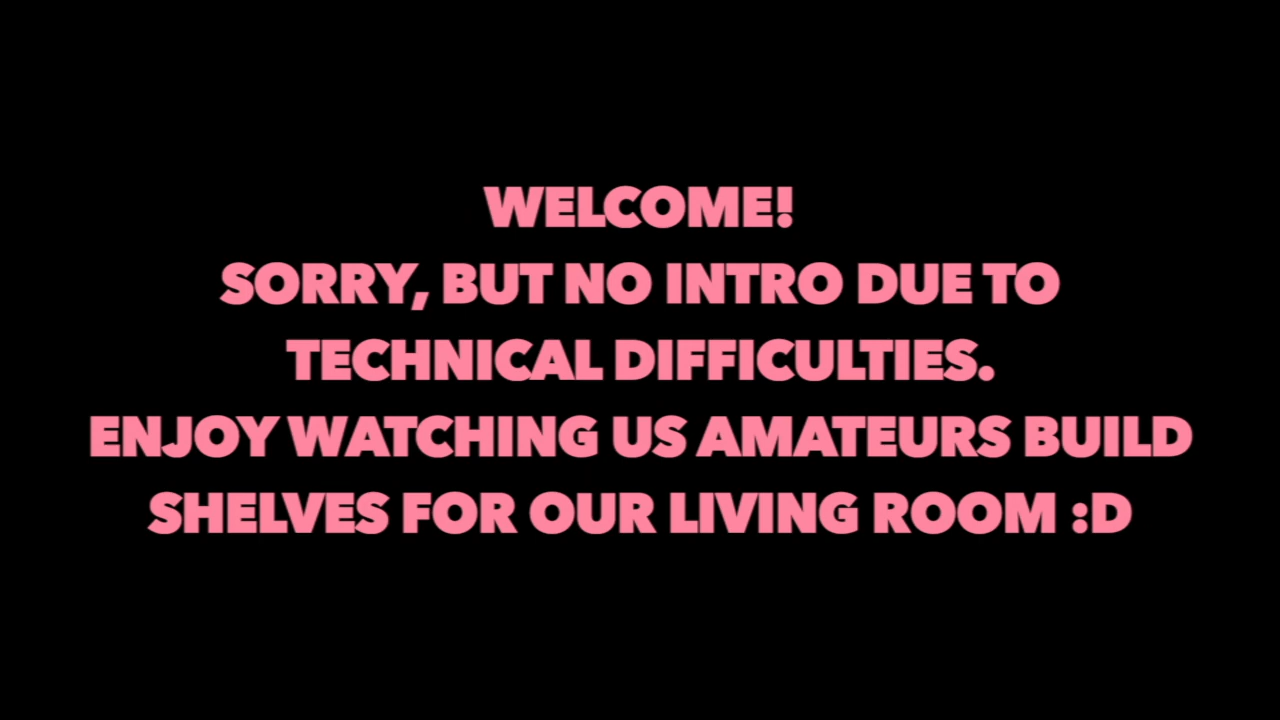 WELCOME!
SORRY, BUT NO INTRO DUE TO
TECHNICAL DIFFICULTIES.
ENJOY WATCHING US AMATEURS BUILD
SHELVES FOR OUR LIVING ROOM :D